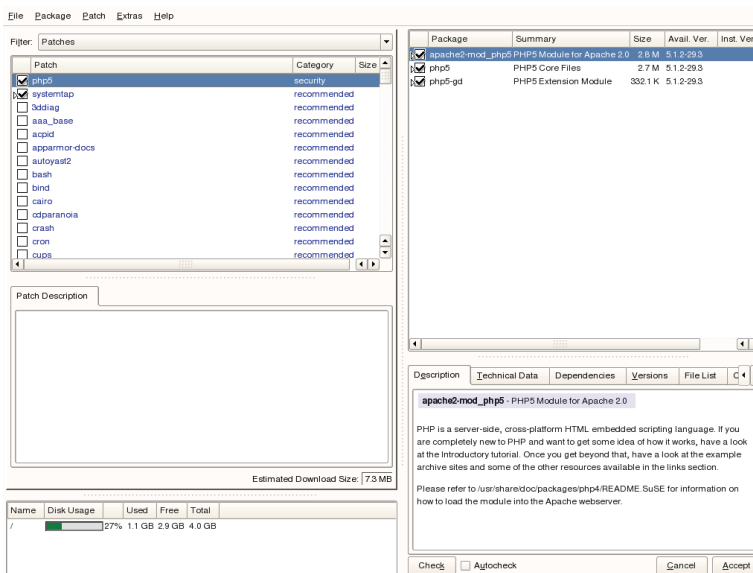 File Package Patch Extras Help
Filter: Patches
Patch Category Size
php5 security
systemtap recommended
3ddiag recommended
aaa_base recommended
acpid recommended
apparmor-docs recommended
autoyast2 recommended
bash recommended
bind recommended
cairo recommended
cdparanoia recommended
crash recommended
cron recommended
cups recommended
Patch Description
Estimated Download Size: 7.3 MB
Name Disk Usage Used Free Total
/ 27% 1.1 GB 2.9 GB 4.0 GB
Package Summary Size Avail. Ver. Inst. Ver
apache2-mod_php5 PHP5 Module for Apache 2.0 2.8 M 5.1.2-29.3
php5 PHP5 Core Files 2.7 M 5.1.2-29.3
php5-gd PHP5 Extension Module 332.1 K 5.1.2-29.3
Description Technical Data Dependencies Versions File List
apache2-mod_php5 - PHP5 Module for Apache 2.0
PHP is a server-side, cross-platform HTML embedded scripting language. If you
are completely new to PHP and want to get some idea of how it works, have a look
at the Introductory tutorial. Once you get beyond that, have a look at the example
archive sites and some of the other resources available in the links section.
Please refer to /usr/share/doc/packages/php4/README.SuSE for information on
how to load the module into the Apache webserver.
Check Autocheck Cancel Accept